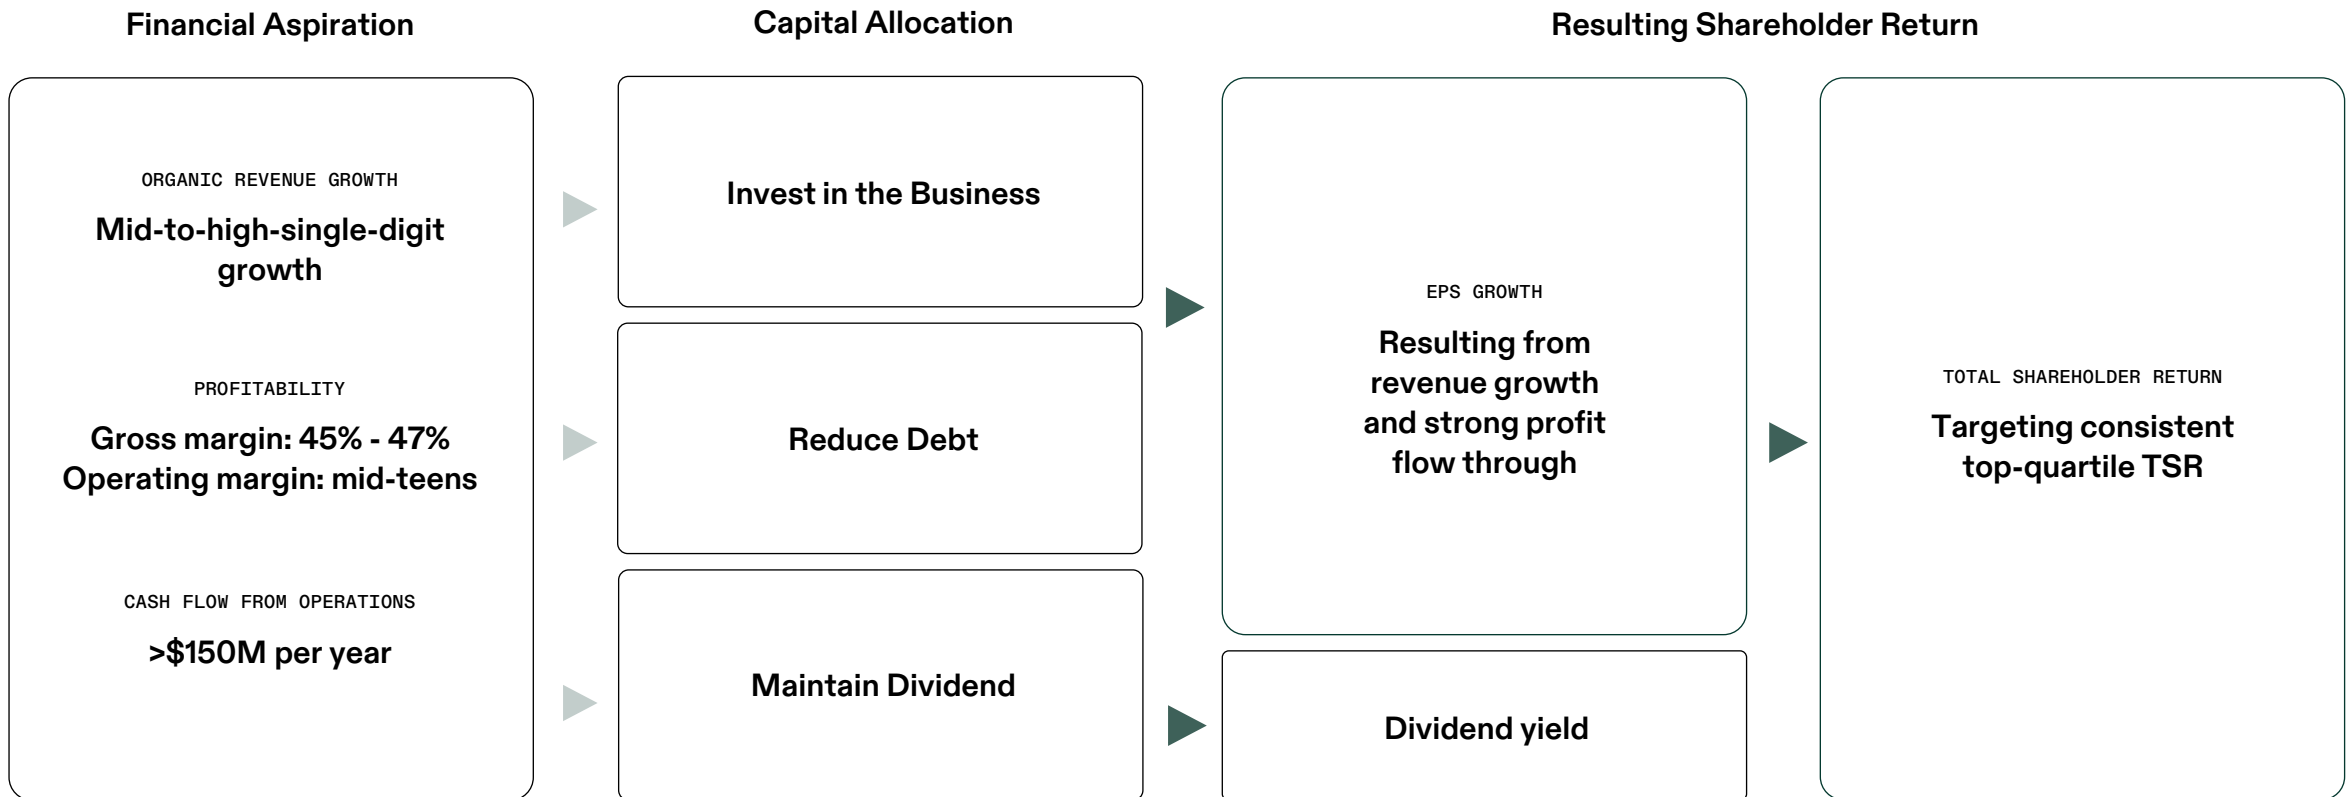 Financial Aspiration
Capital Allocation
Resulting Shareholder Return
ORGANIC REVENUE GROWTH
Mid-to-high-single-digit
growth
PROFITABILITY
Gross margin: 45% - 47%
Operating margin: mid-teens
CASH FLOW FROM OPERATIONS
>$150M per year
Invest in the Business
Reduce Debt
Maintain Dividend
EPS GROWTH
Resulting from
revenue growth
and strong profit
flow through
Dividend yield
TOTAL SHAREHOLDER RETURN
Targeting consistent
top-quartile TSR